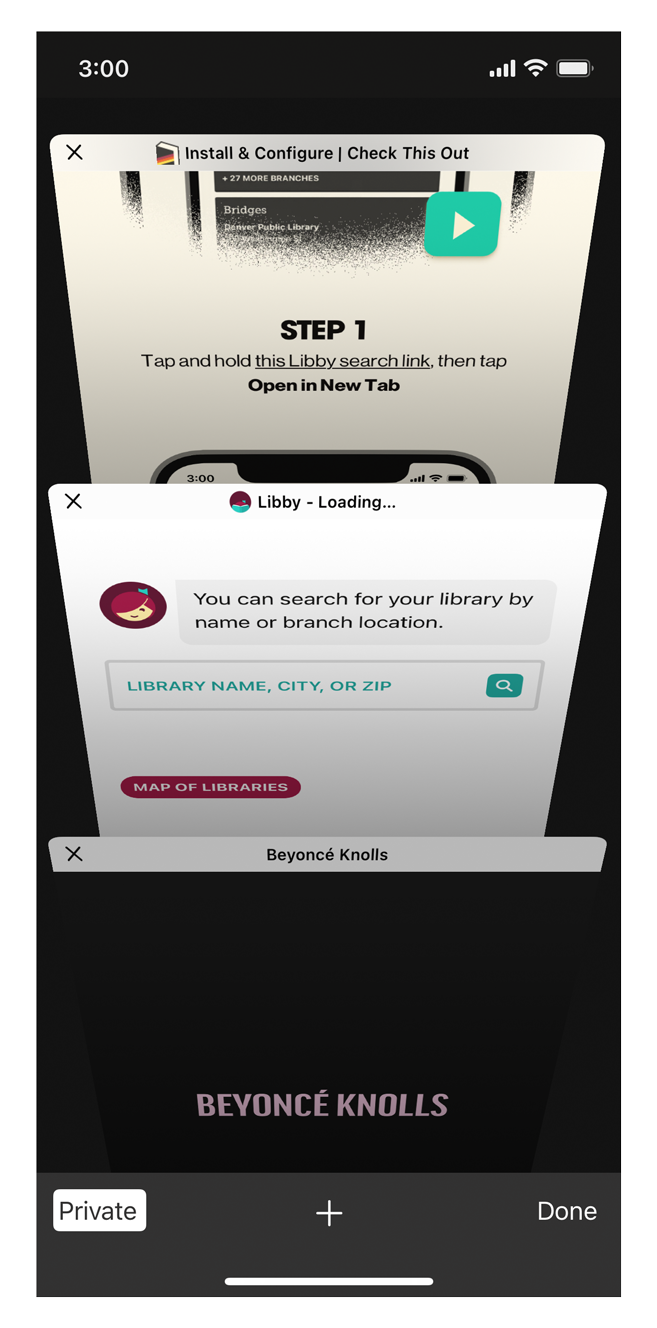 3:00
Install & Configure | Check This Out
+ 27 MORE BRANCHES
Bridges
Denver Public Library
STEP 1
Tap and hold this Libby search link, then tap
Open in New Tab
3:00
Libby - Loading...
You can search for your library by
name or branch location.
LIBRARY NAME, CITY, OR ZIP
MAP OF LIBRARIES
Beyoncé Knolls
BEYONCÉ KNOLLS
Private
Done